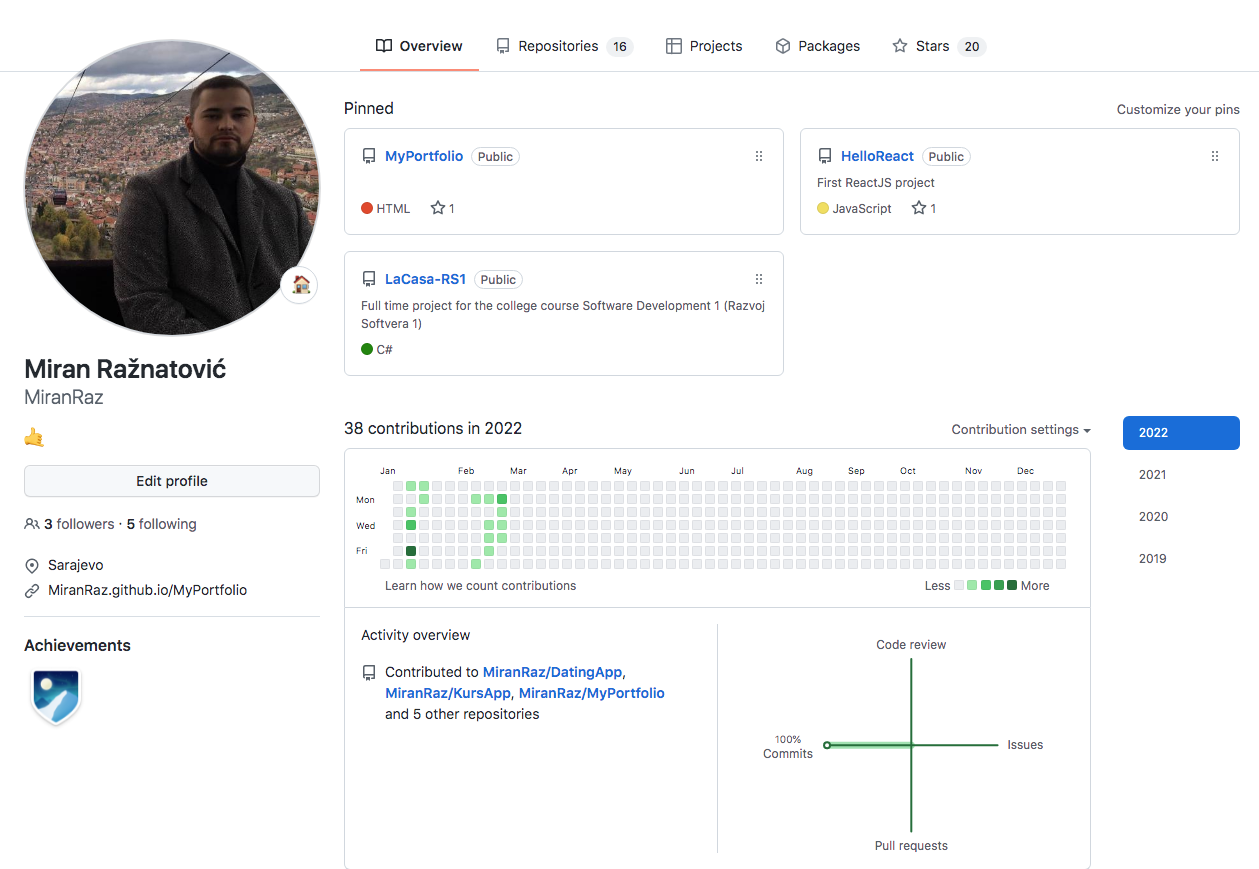 Overview Repositories 16 Projects Packages Stars 20
Miran Ražnatović
MiranRaz
Edit profile
3 followers · 5 following
Sarajevo
MiranRaz.github.io/MyPortfolio
Achievements
Pinned
Customize your pins
MyPortfolio Public
HTML 1
HelloReact Public
First ReactJS project
JavaScript 1
LaCasa-RS1 Public
Full time project for the college course Software Development 1 (Razvoj
Softvera 1)
C#
38 contributions in 2022
Contribution settings
2022
2021
2020
2019
Jan Feb Mar Apr May Jun Jul Aug Sep Oct Nov Dec
Mon
Wed
Fri
Learn how we count contributions
Less More
Activity overview
Contributed to MiranRaz/DatingApp,
MiranRaz/KursApp, MiranRaz/MyPortfolio
and 5 other repositories
Code review
100%
Commits
Issues
Pull requests